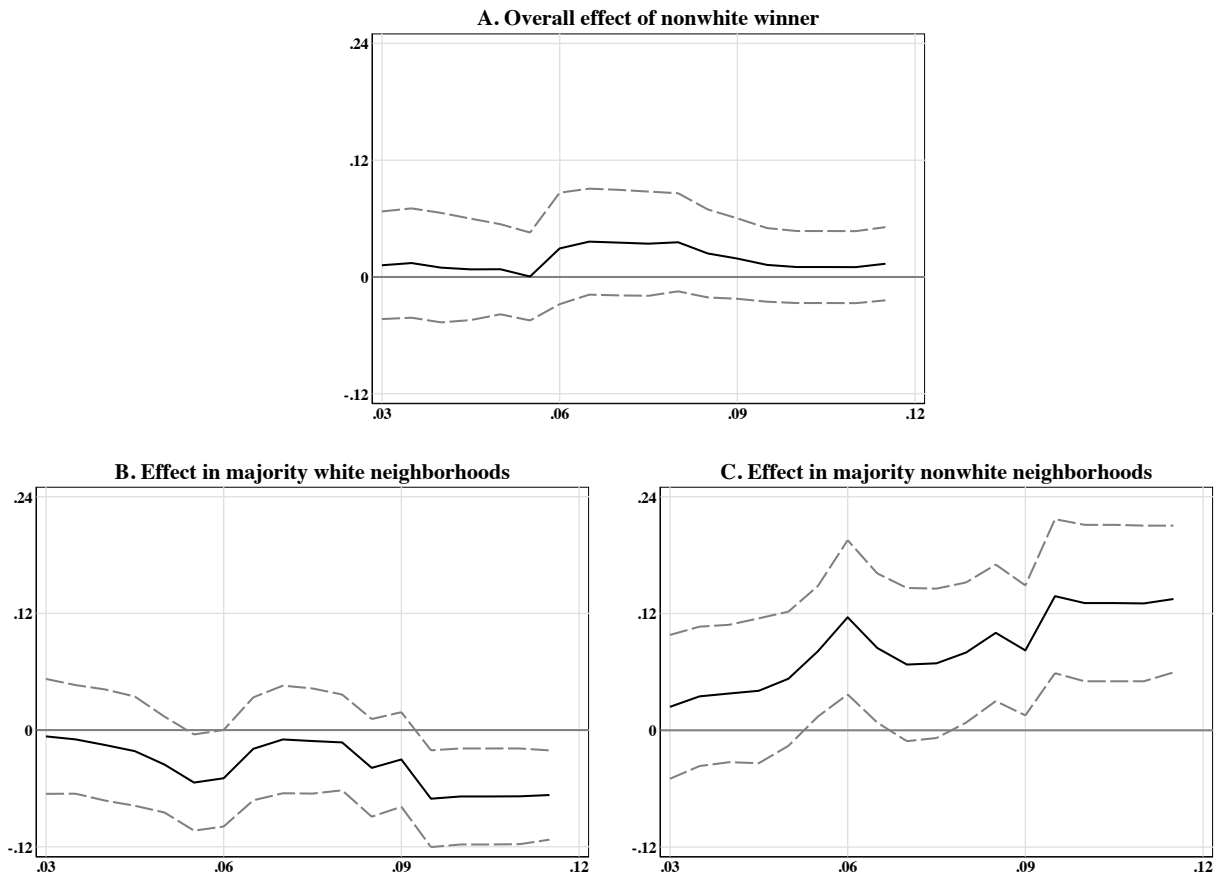 A. Overall effect of nonwhite winner
.24
.12
0
-.12
.03 .06 .09 .12
B. Effect in majority white neighborhoods
.24
.12
0
-.12
.03 .06 .09 .12
C. Effect in majority nonwhite neighborhoods
.24
.12
0
-.12
.03 .06 .09 .12